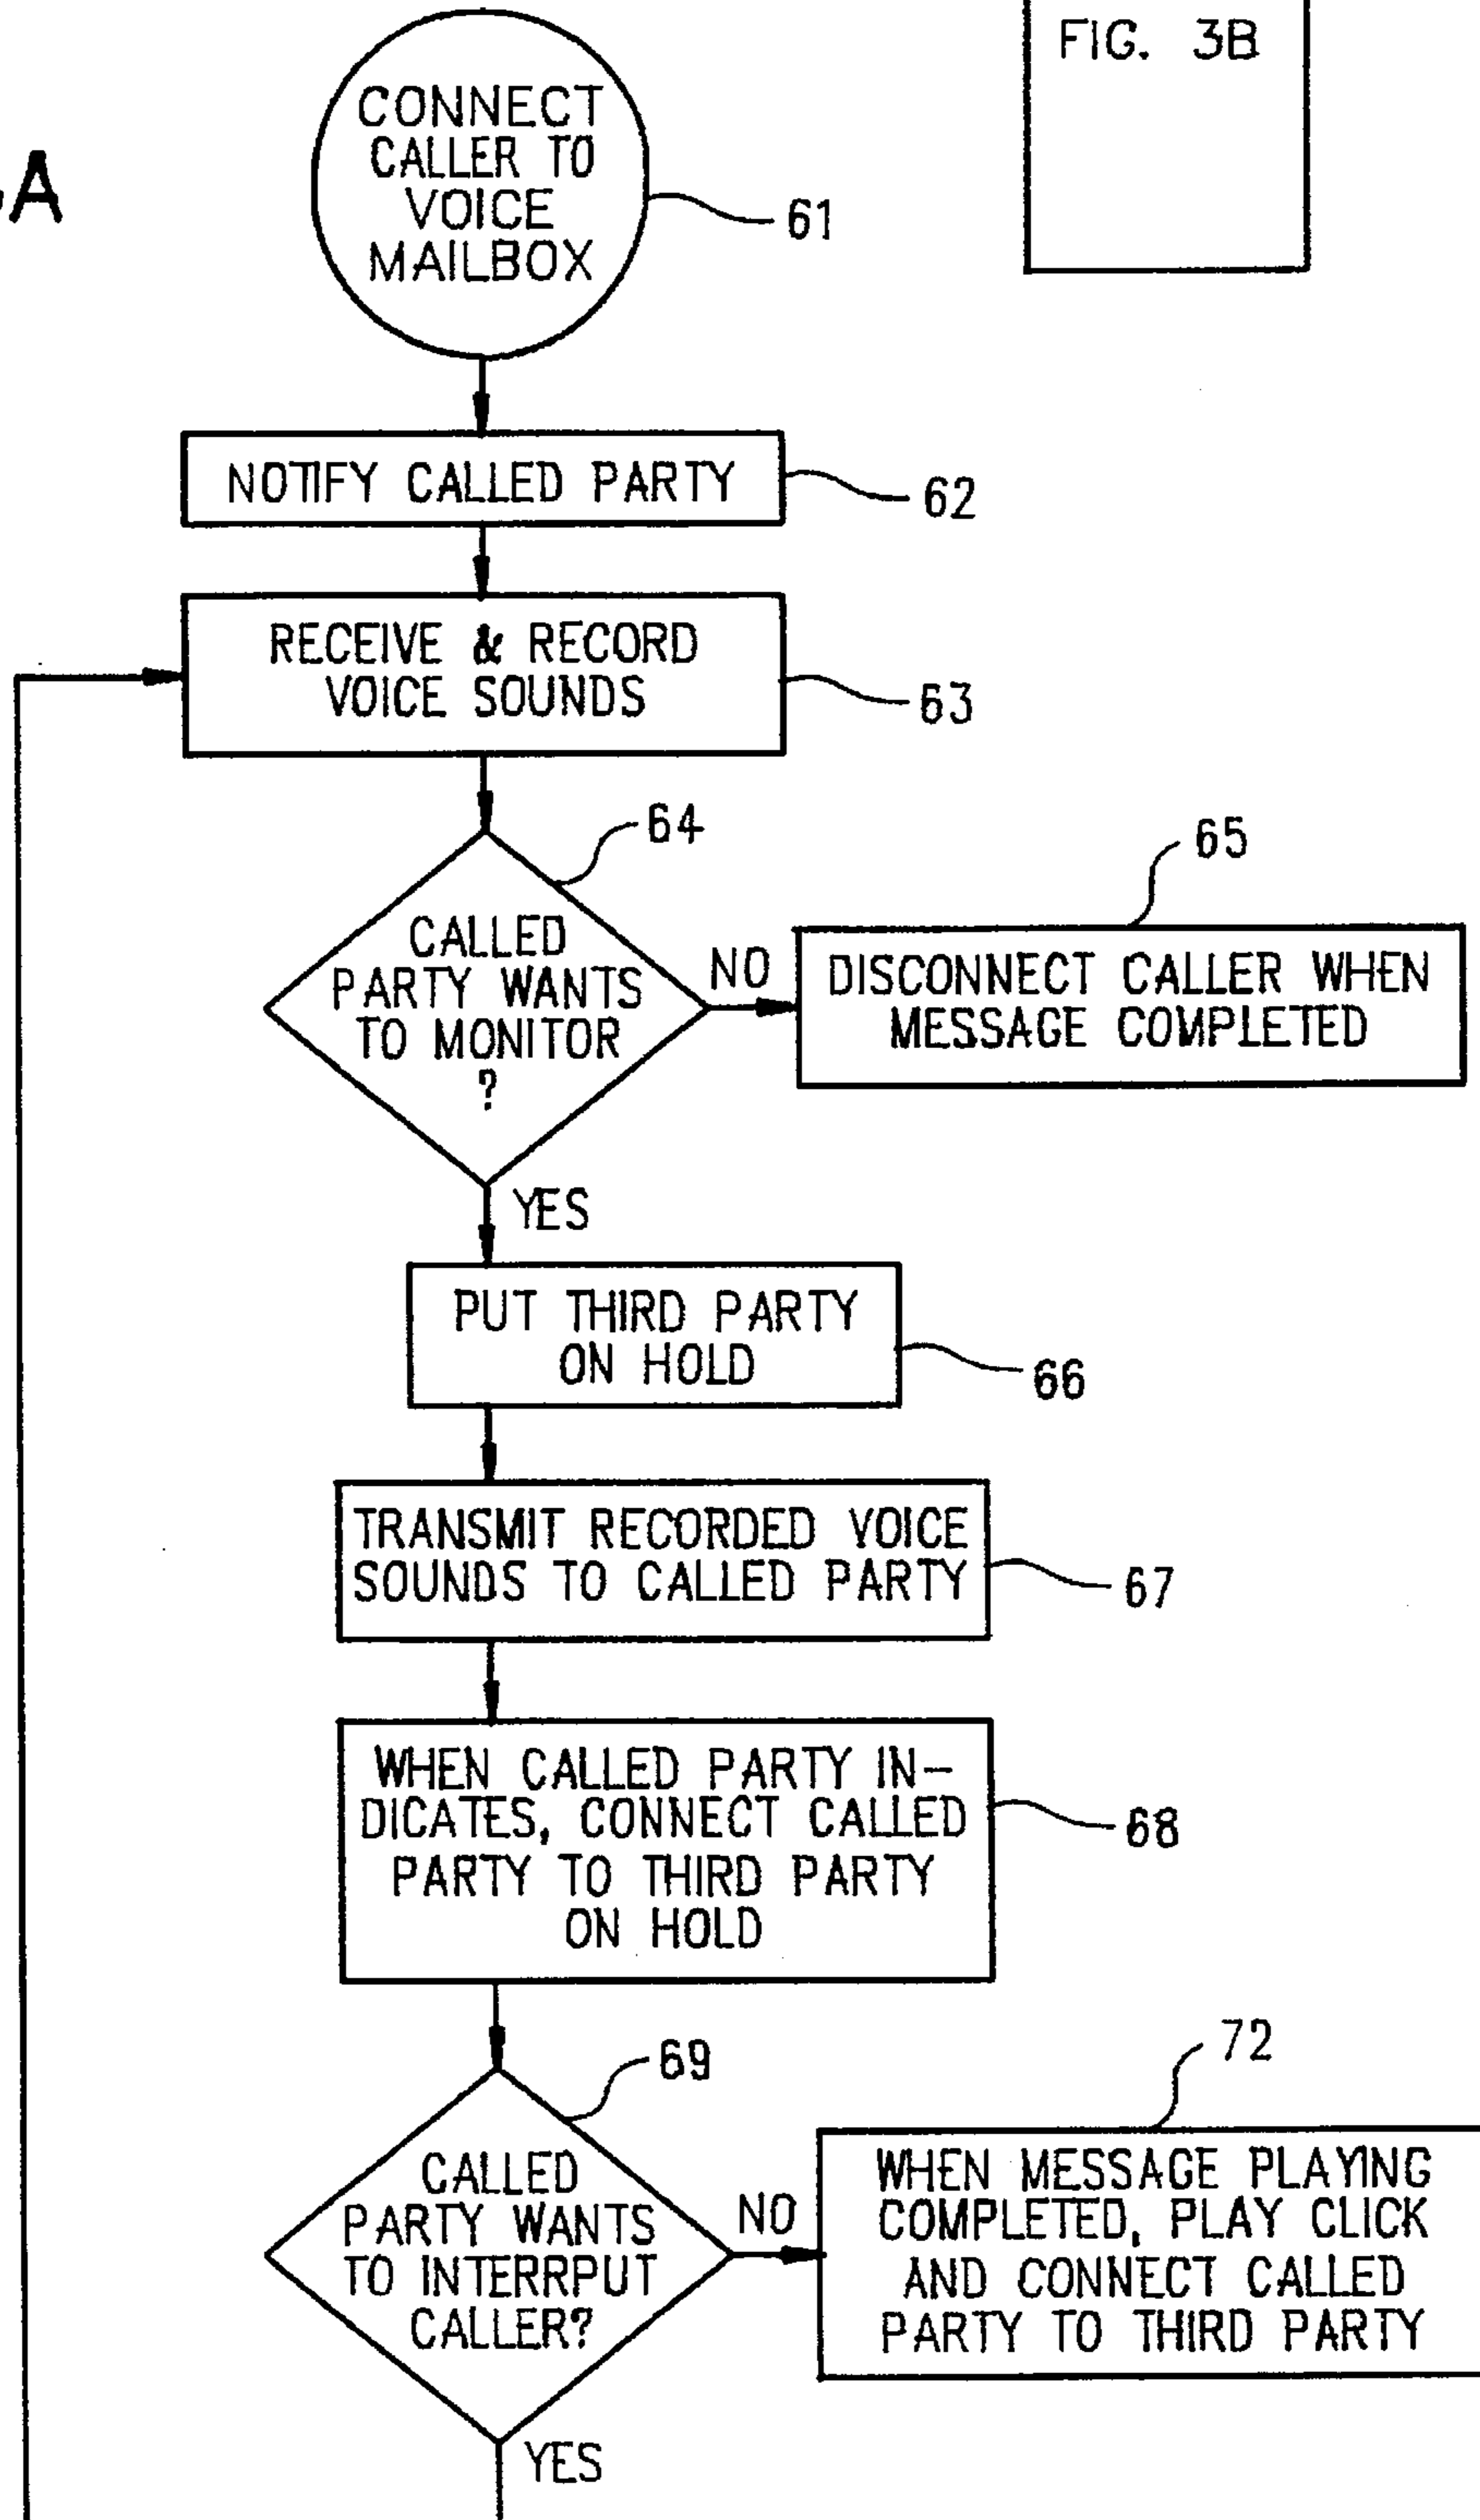 FIG. 3B
A
CONNECT
CALLER TO
VOICE
MAILBOX
61
NOTIFY CALLED PARTY
62
RECEIVE & RECORD
VOICE SOUNDS
63
64
CALLED
PARTY WANTS
TO MONITOR
?
NO
65
DISCONNECT CALLER WHEN
MESSAGE COMPLETED
YES
PUT THIRD PARTY
ON HOLD
66
TRANSMIT RECORDED VOICE
SOUNDS TO CALLED PARTY
67
WHEN CALLED PARTY IN-
DICATES, CONNECT CALLED
PARTY TO THIRD PARTY
ON HOLD
68
69
CALLED
PARTY WANTS
TO INTERRPUT
CALLER?
NO
72
WHEN MESSAGE PLAYING
COMPLETED, PLAY CLICK
AND CONNECT CALLED
PARTY TO THIRD PARTY
YES